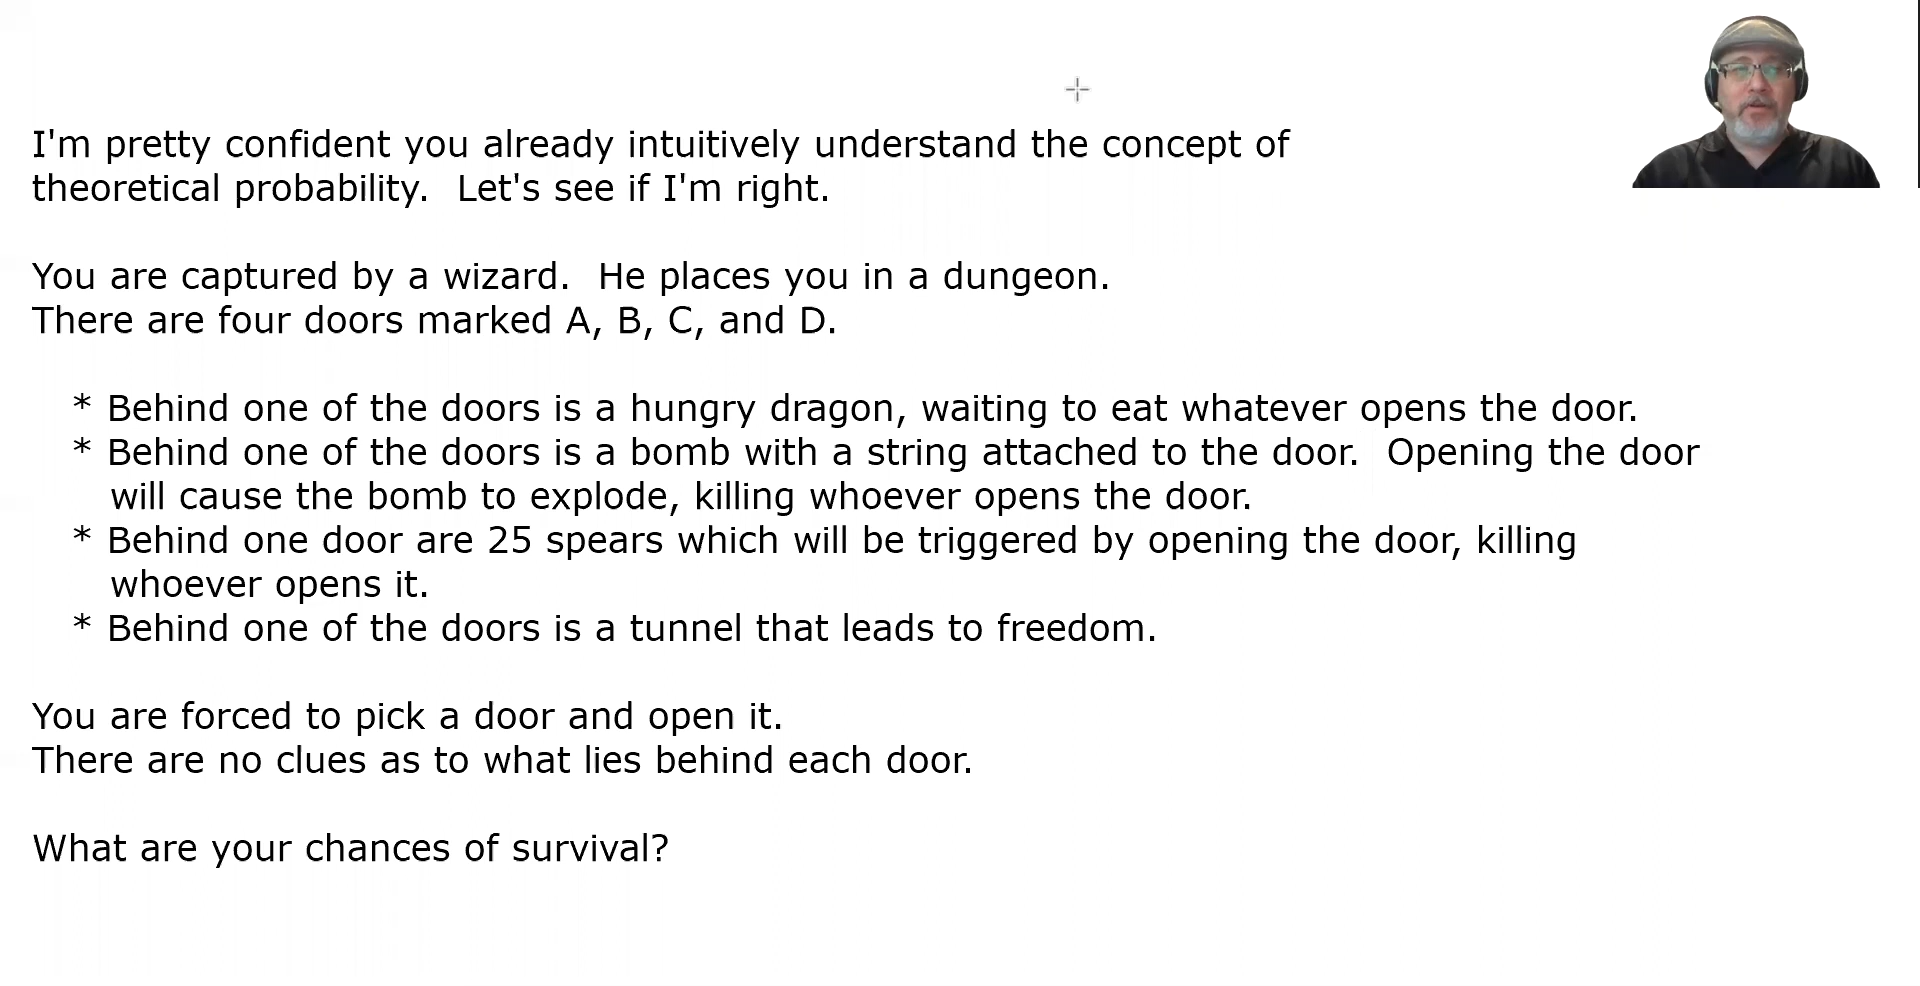 I'm pretty confident you already intuitively understand the concept of
theoretical probability.  Let's see if I'm right.
You are captured by a wizard.  He places you in a dungeon.
There are four doors marked A, B, C, and D.
* Behind one of the doors is a hungry dragon, waiting to eat whatever opens the door.
* Behind one of the doors is a bomb with a string attached to the door.  Opening the door
will cause the bomb to explode, killing whoever opens the door.
* Behind one door are 25 spears which will be triggered by opening the door, killing
whoever opens it.
* Behind one of the doors is a tunnel that leads to freedom.
You are forced to pick a door and open it.
There are no clues as to what lies behind each door.
What are your chances of survival?